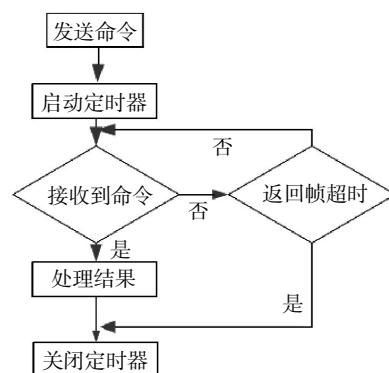 发送命令
启动定时器
否
接收到命令
返回帧超时
否
是
处理结果
是
关闭定时器